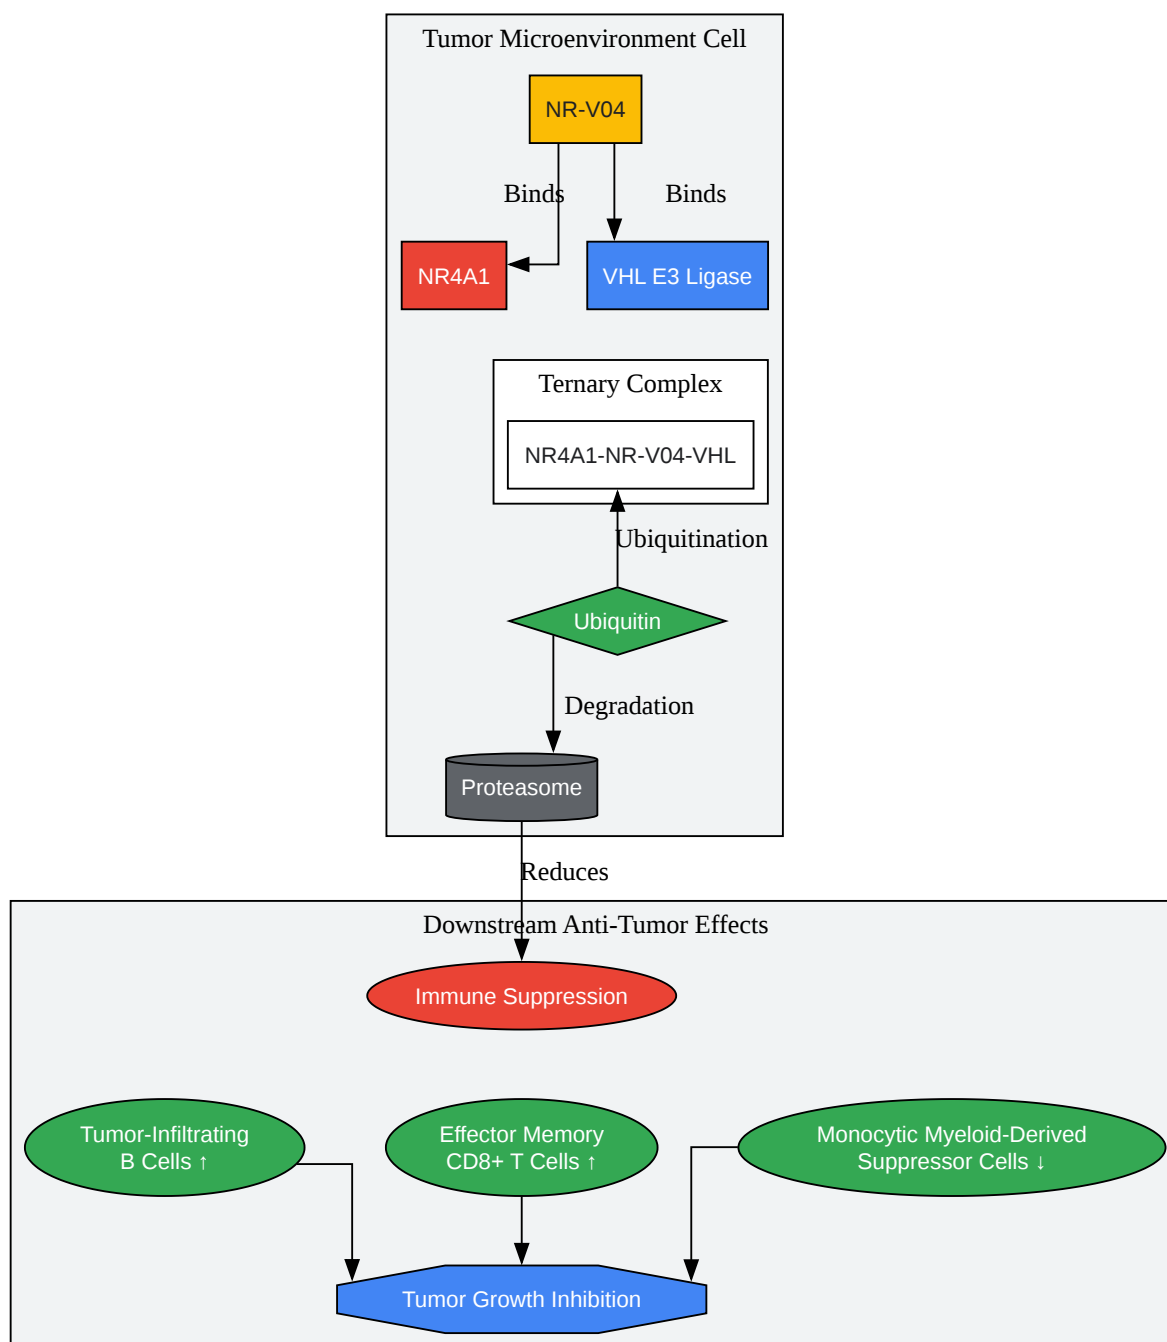 Tumor Microenvironment Cell
NR-V04
Binds
Binds
NR4A1
VHL E3 Ligase
Ternary Complex
NR4A1-NR-V04-VHL
Ubiquitination
Ubiquitin
Degradation
Proteasome
Reduces
Downstream Anti-Tumor Effects
Immune Suppression
Tumor-Infiltrating
B Cells ↑
Effector Memory
CD8+ T Cells ↑
Monocytic Myeloid-Derived
Suppressor Cells ↓
Tumor Growth Inhibition